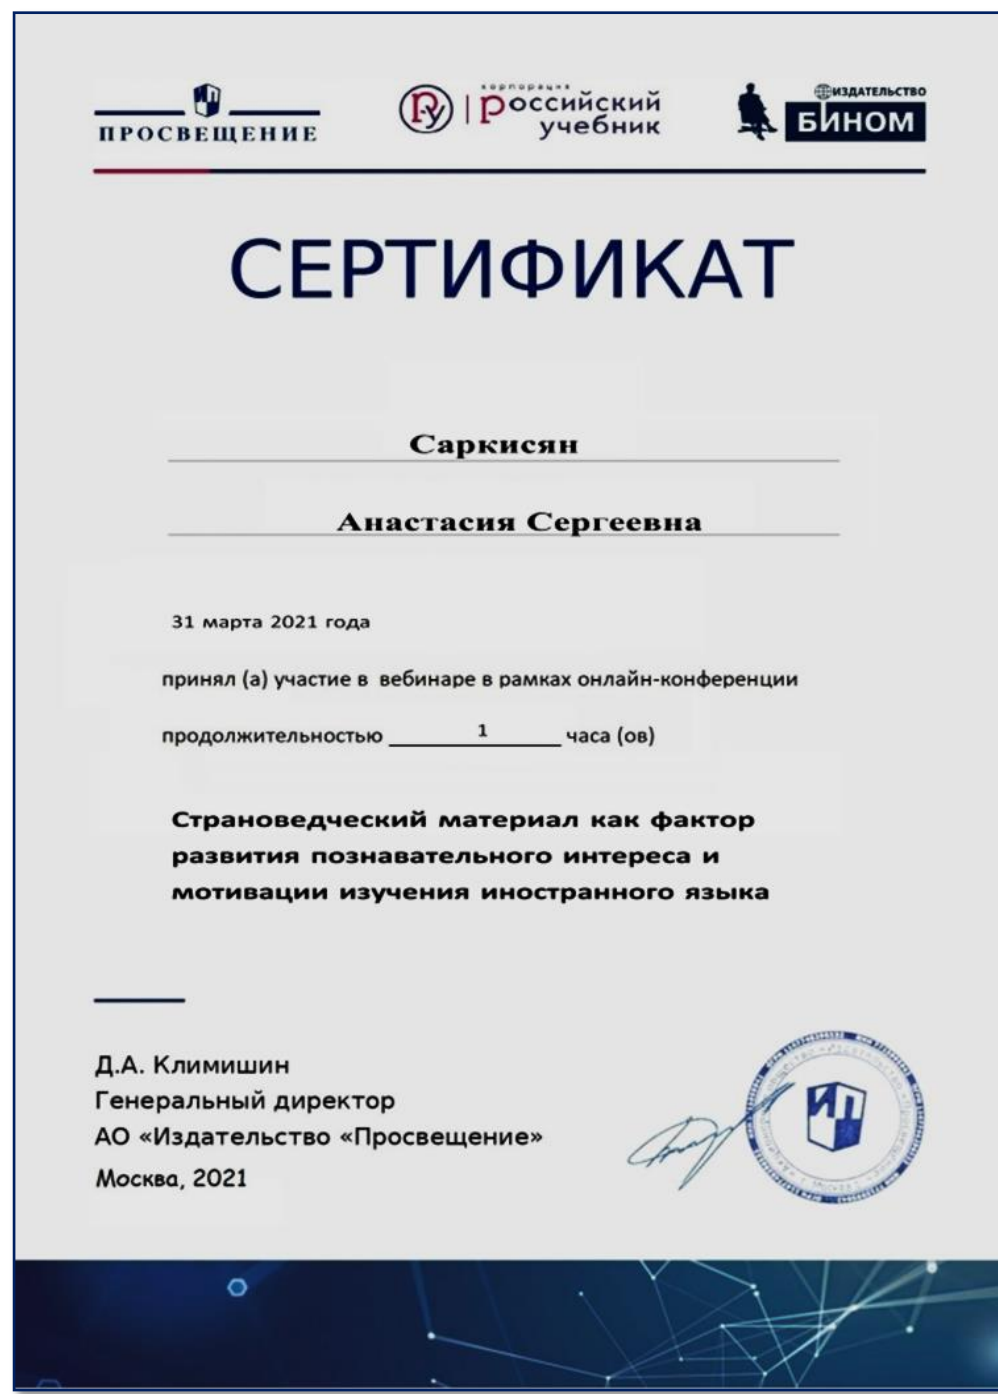 ПРОСВЕЩЕНИЕ
корпорация
российский
учебник
ИЗДАТЕЛЬСТВО
БИНОМ
СЕРТИФИКАТ
Саркисян
Анастасия Сергеевна
31 марта 2021 года
принял (а) участие в вебинаре в рамках онлайн-конференции
продолжительностью 1 часа (ов)
Страноведческий материал как фактор
развития познавательного интереса и
мотивации изучения иностранного языка
Д.А. Климишин
Генеральный директор
АО «Издательство «Просвещение»
Москва, 2021
ИП